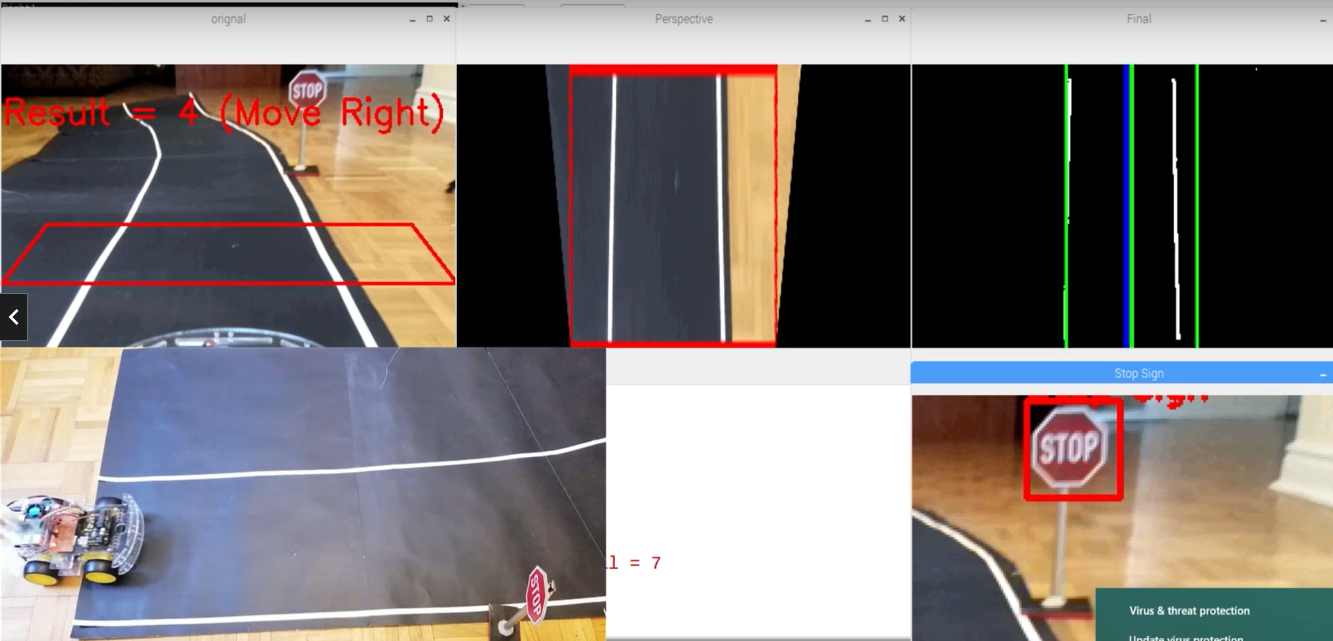 orignal
Perspective
Final
STOP
Result = 4 (Move Right)
Stop Sign
STOP
= 7
STOP
Virus & threat protection
Update virus protection